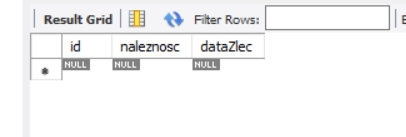 Result Grid Filter Rows: E
id naleznosc dataZlec
* NULL NULL NULL